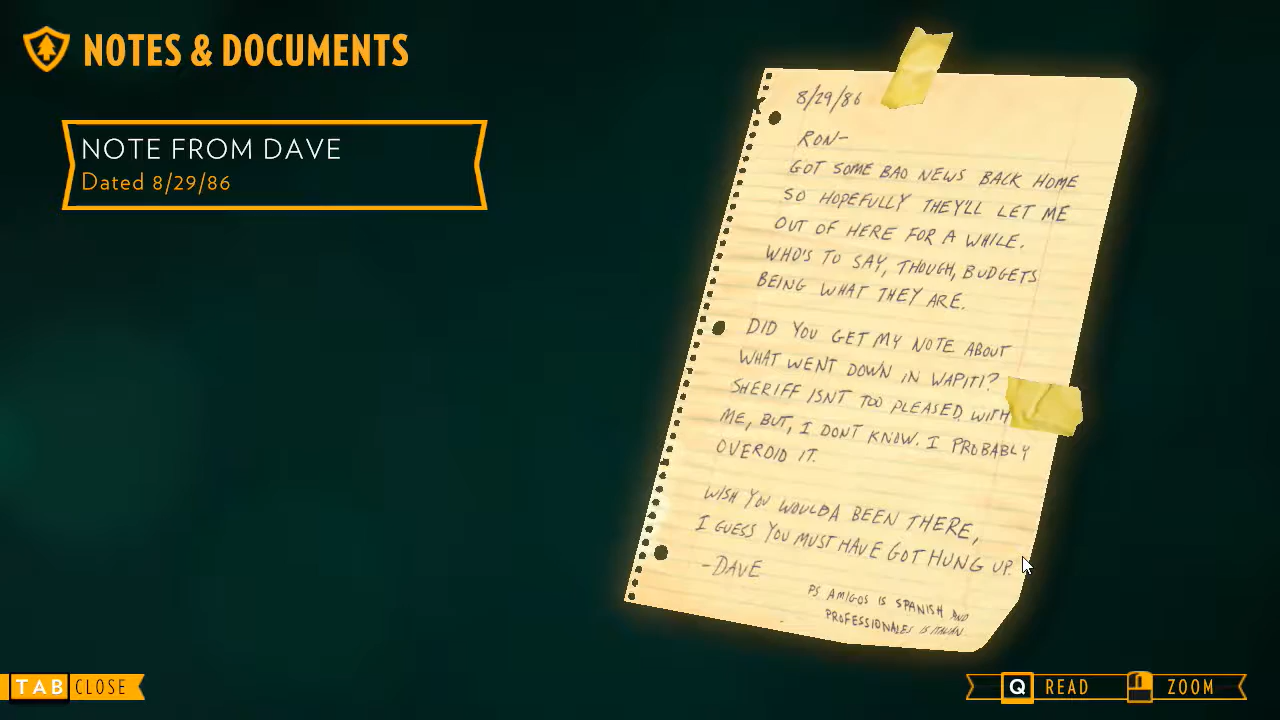 NOTES & DOCUMENTS
NOTE FROM DAVE
Dated 8/29/86
8/29/86
RON-
GOT SOME BAD NEWS BACK HOME
SO HOPEFULLY THEY'LL LET ME
OUT OF HERE FOR A WHILE.
WHO'S TO SAY, THOUGH, BUDGETS
BEING WHAT THEY ARE.
DID YOU GET MY NOTE ABOUT
WHAT WENT DOWN IN WAPITI?
SHERIFF ISNT TOO PLEASED WITH
ME, BUT, I DONT KNOW. I PROBABLY
OVERDID IT.
WISH YOU WOULDA BEEN THERE,
I GUESS YOU MUST HAVE GOT HUNG UP.
-DAVE
PS AMIGOS IS SPANISH AND
PROFESSIONALES IS ITALIAN
TAB CLOSE
Q READ ZOOM